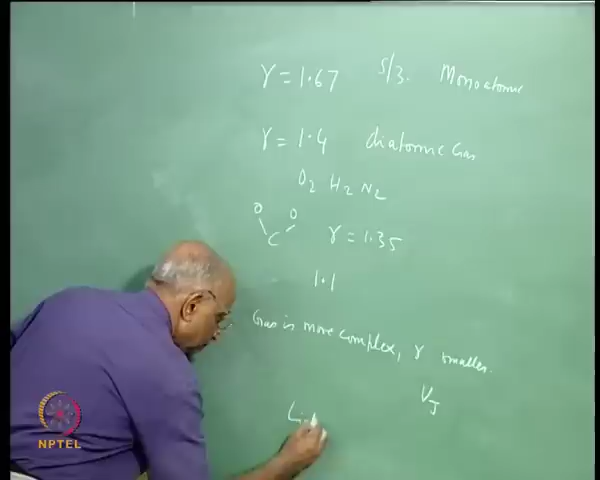 γ = 1.67 5/3. Monoatomic
γ = 1.4 diatomic Gas
O2 H2 N2
O O
C γ = 1.35
1.1
Gas is more complex, γ smaller.
VJ
NPTEL